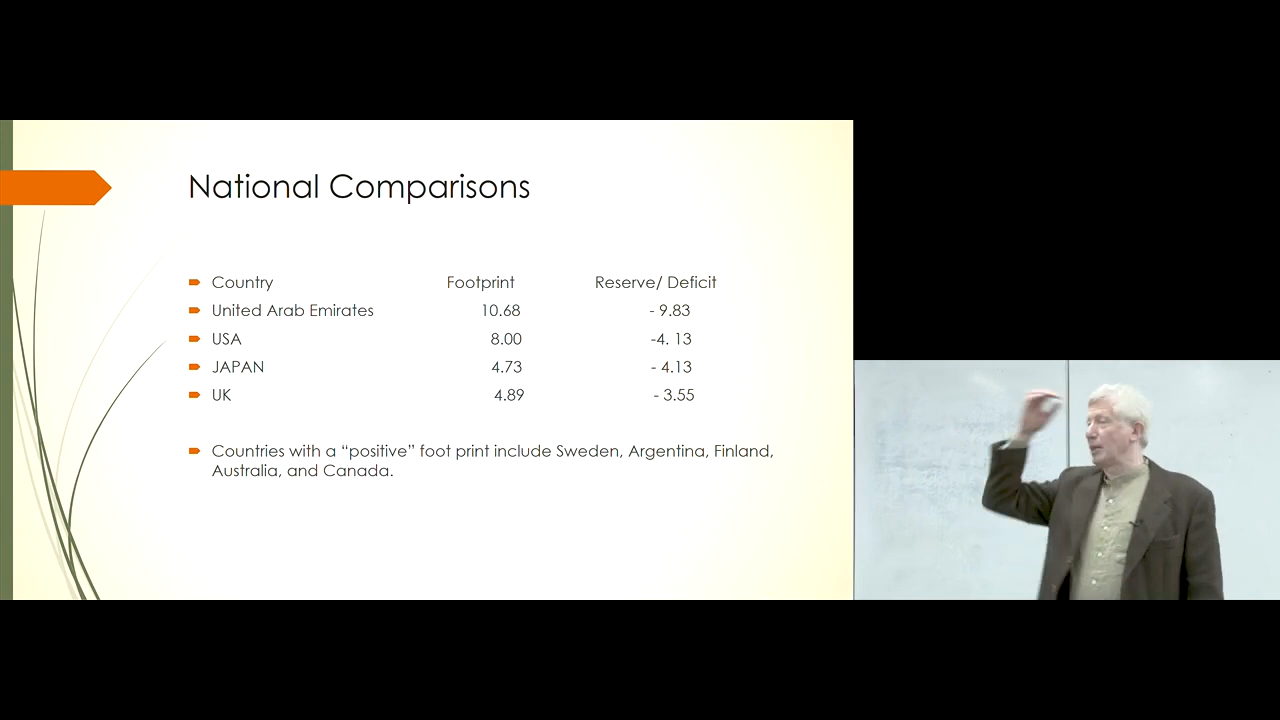 National Comparisons
Country Footprint Reserve/ Deficit
United Arab Emirates 10.68 - 9.83
USA 8.00 -4. 13
JAPAN 4.73 - 4.13
UK 4.89 - 3.55
Countries with a “positive” foot print include Sweden, Argentina, Finland,
Australia, and Canada.